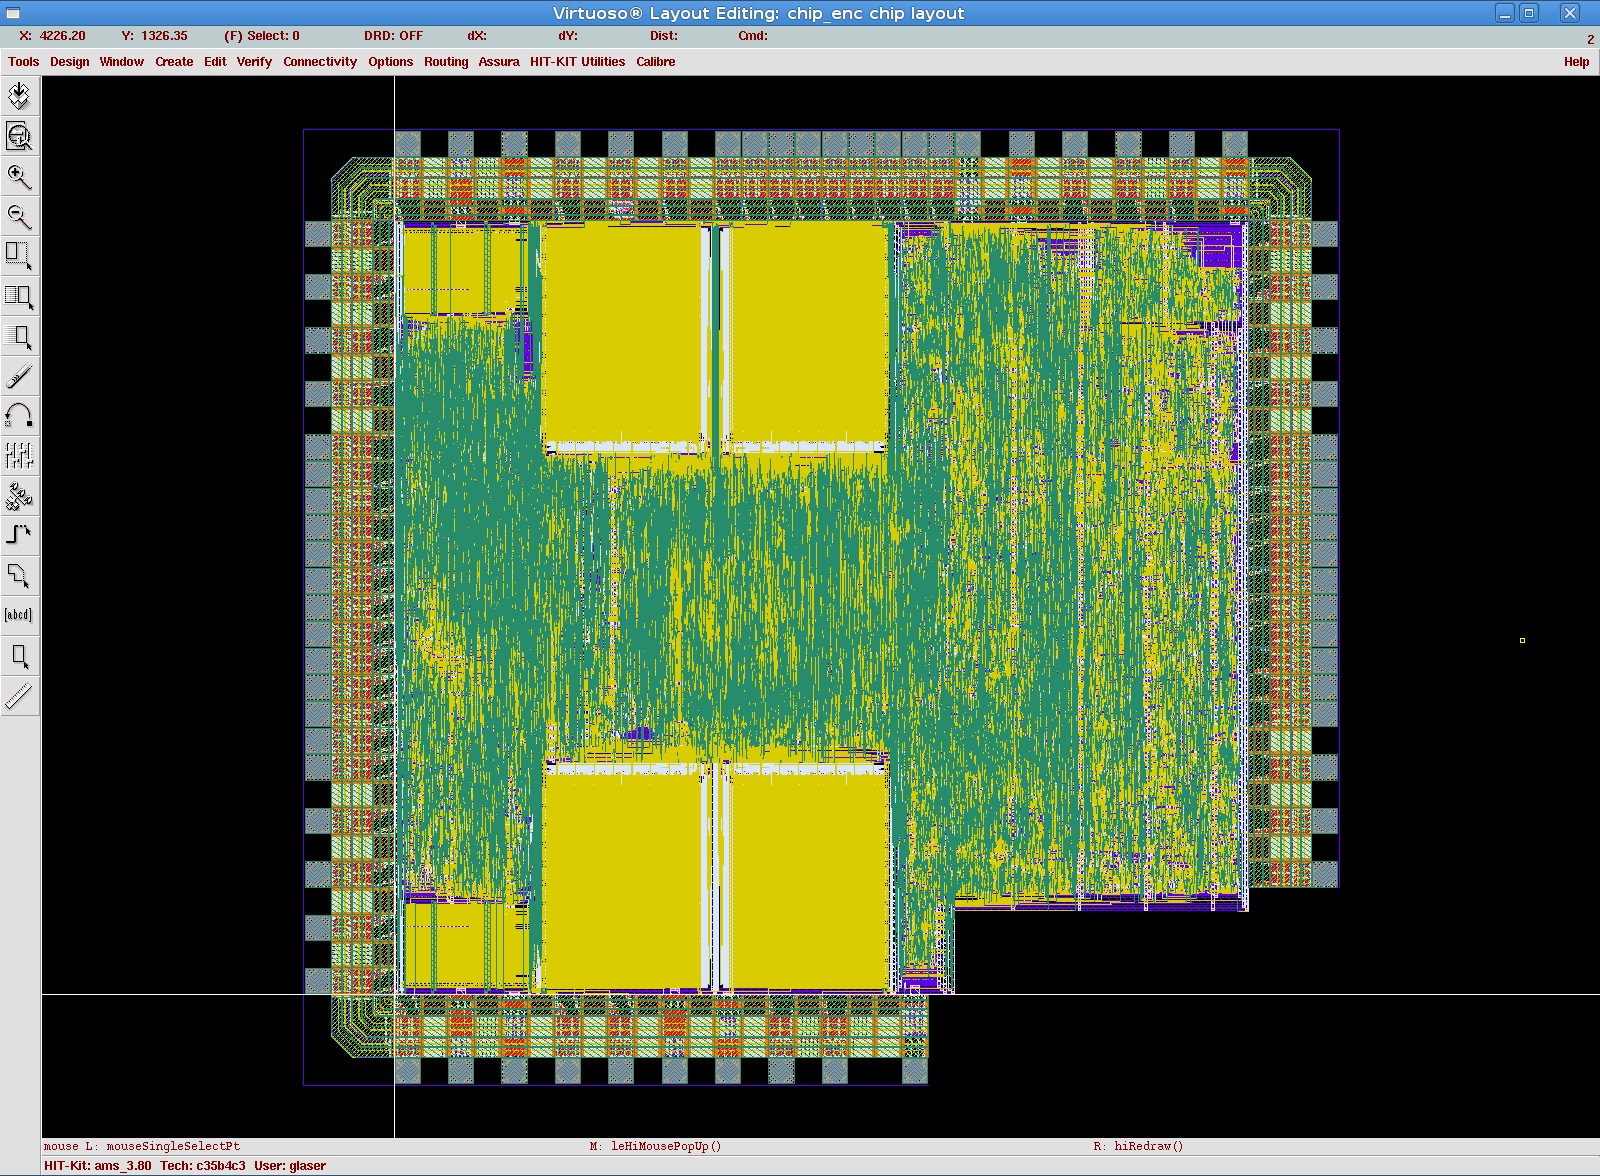 Virtuoso® Layout Editing: chip_enc chip layout
X: 4226.20 Y: 1326.35 (F) Select: 0 DRD: OFF dX: dY: Dist: Cmd: 2
Tools Design Window Create Edit Verify Connectivity Options Routing Assura HIT-KIT Utilities Calibre Help
[abcd]
mouse L: mouseSingleSelectPt M: leHiMousePopUp() R: hiRedraw()
HIT-Kit: ams_3.80 Tech: c35b4c3 User: glaser